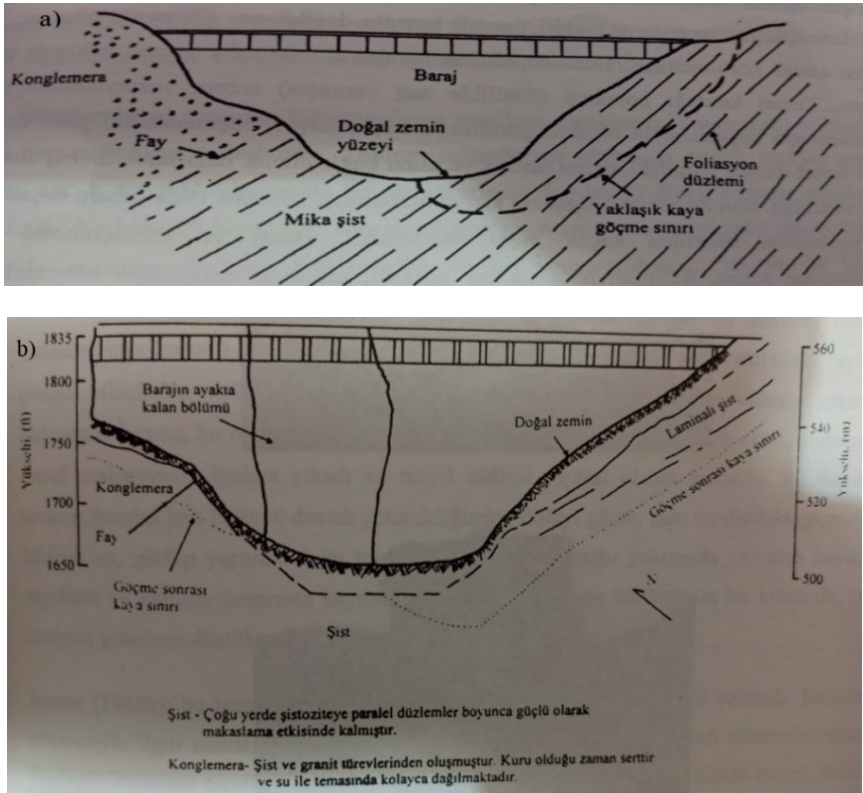 a)
Konglemera
Baraj
Fay
Doğal zemin
yüzeyi
Foliasyon
düzlemi
Mika şist
Yaklaşık kaya
göçme sınırı
b)
1835
1800
1750
1700
1650
Yükselti, (ft)
Barajın ayakta
kalan bölümü
Doğal zemin
Laminalı şist
Göçme sonrası kaya sınırı
560
540
520
500
Yükselti, (m)
Konglemera
Fay
Göçme sonrası
kaya sınırı
Şist
Şist - Çoğu yerde şistoziteye paralel düzlemler boyunca güçlü olarak
makaslama etkisinde kalmıştır.
Konglemera- Şist ve granit türevlerinden oluşmuştur. Kuru olduğu zaman serttir
ve su ile temasında kolayca dağılmaktadır.